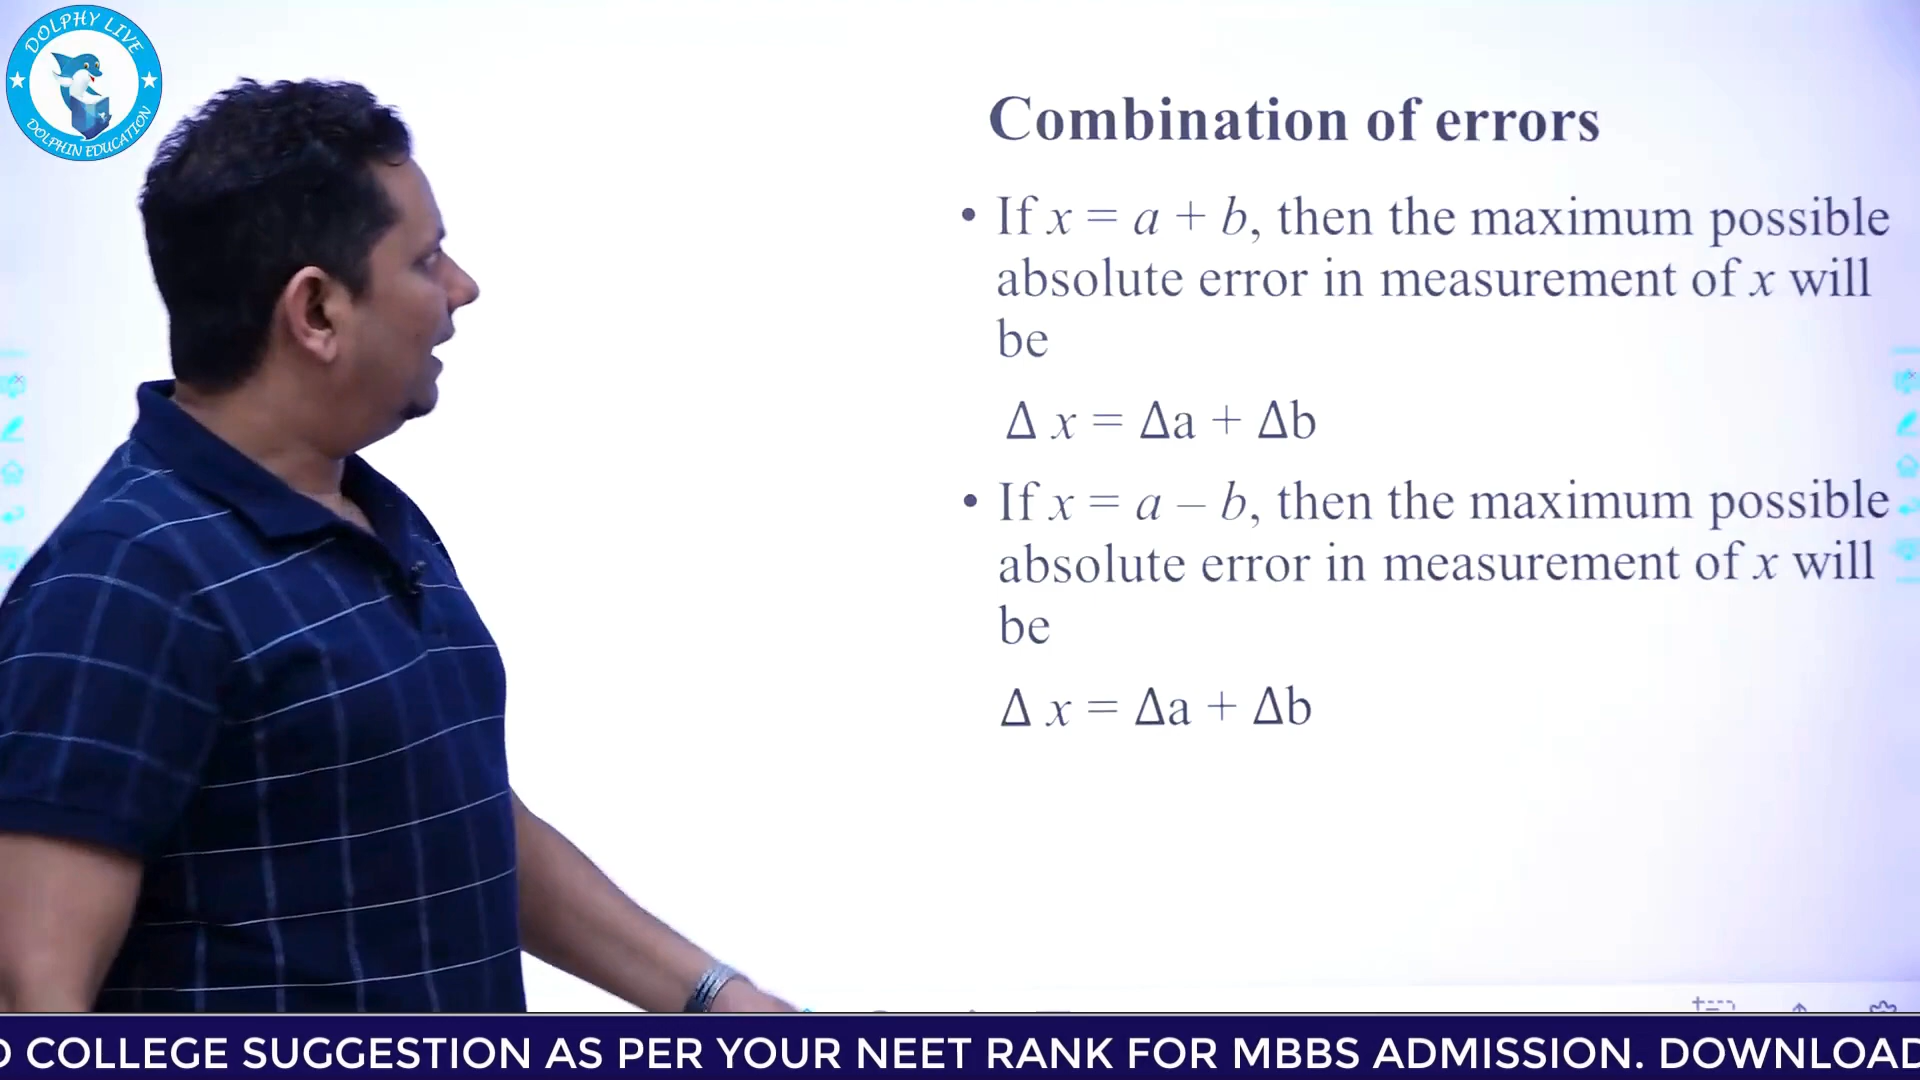 DOLPHY LIVE
DOLPHIN EDUCATION
Combination of errors
• If x = a + b, then the maximum possible
absolute error in measurement of x will
be
Δ x = Δa + Δb
• If x = a – b, then the maximum possible
absolute error in measurement of x will
be
Δ x = Δa + Δb
COLLEGE SUGGESTION AS PER YOUR NEET RANK FOR MBBS ADMISSION. DOWNLOAD